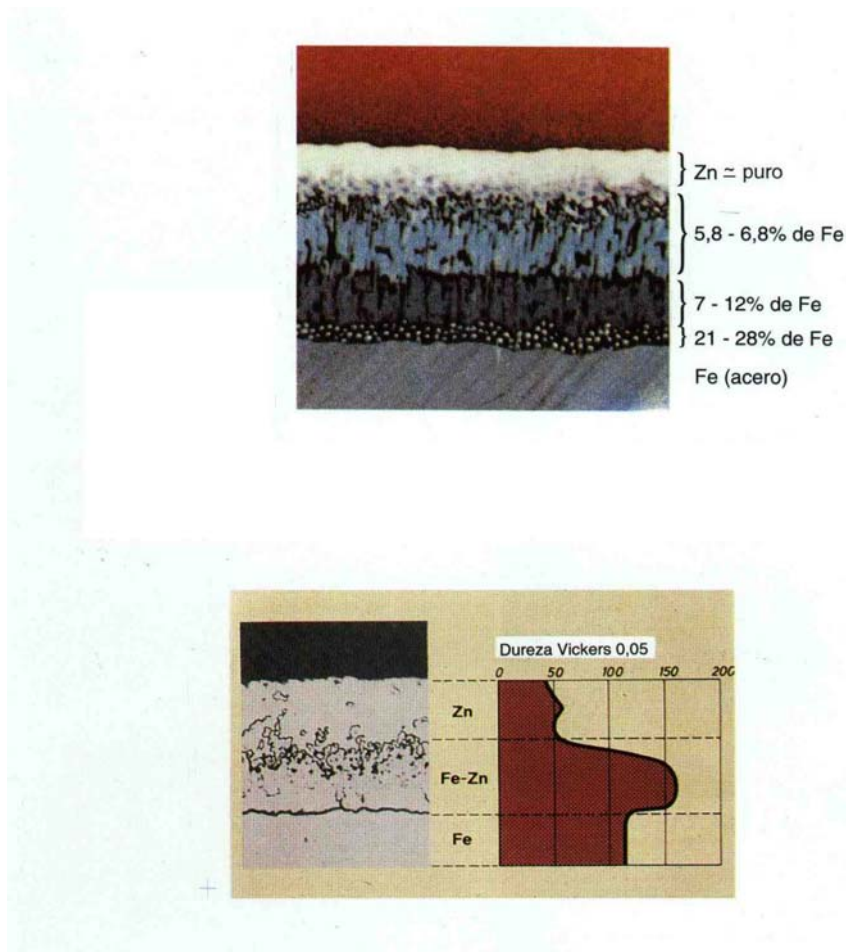 Zn ≃ puro
5,8 - 6,8% de Fe
7 - 12% de Fe
21 - 28% de Fe
Fe (acero)
Dureza Vickers 0,05
0 50 100 150 200
Zn
Fe-Zn
Fe